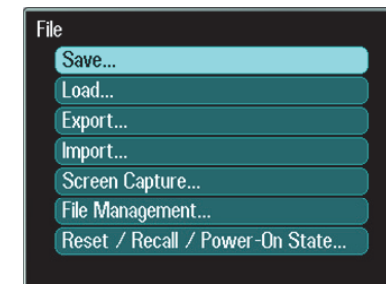 File
Save...
Load...
Export...
Import...
Screen Capture...
File Management...
Reset / Recall / Power-On State...